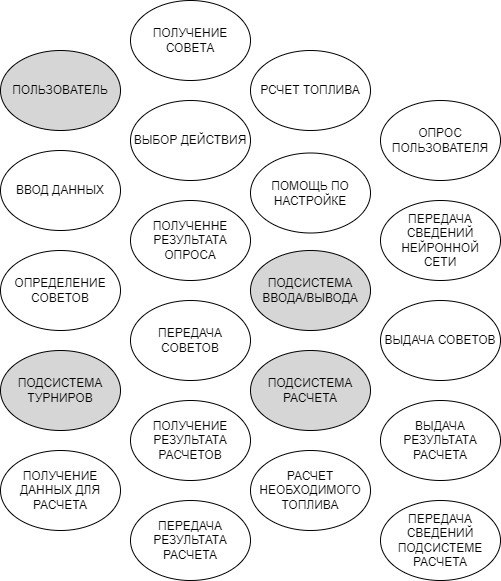 ПОЛУЧЕНИЕ
СОВЕТА
ПОЛЬЗОВАТЕЛЬ
РСЧЕТ ТОПЛИВА
ВЫБОР ДЕЙСТВИЯ
ОПРОС
ПОЛЬЗОВАТЕЛЯ
ВВОД ДАННЫХ
ПОМОЩЬ ПО
НАСТРОЙКЕ
ПОЛУЧЕННЕ
РЕЗУЛЬТАТА
ОПРОСА
ПЕРЕДАЧА
СВЕДЕНИЙ
НЕЙРОННОЙ
СЕТИ
ОПРЕДЕЛЕНИЕ
СОВЕТОВ
ПОДСИСТЕМА
ВВОДА/ВЫВОДА
ПЕРЕДАЧА
СОВЕТОВ
ВЫДАЧА СОВЕТОВ
ПОДСИСТЕМА
ТУРНИРОВ
ПОДСИСТЕМА
РАСЧЕТА
ПОЛУЧЕНИЕ
РЕЗУЛЬТАТА
РАСЧЕТОВ
ВЫДАЧА
РЕЗУЛЬТАТА
РАСЧЕТА
ПОЛУЧЕНИЕ
ДАННЫХ ДЛЯ
РАСЧЕТА
РАСЧЕТ
НЕОБХОДИМОГО
ТОПЛИВА
ПЕРЕДАЧА
РЕЗУЛЬТАТА
РАСЧЕТА
ПЕРЕДАЧА
СВЕДЕНИЙ
ПОДСИСТЕМЕ
РАСЧЕТА